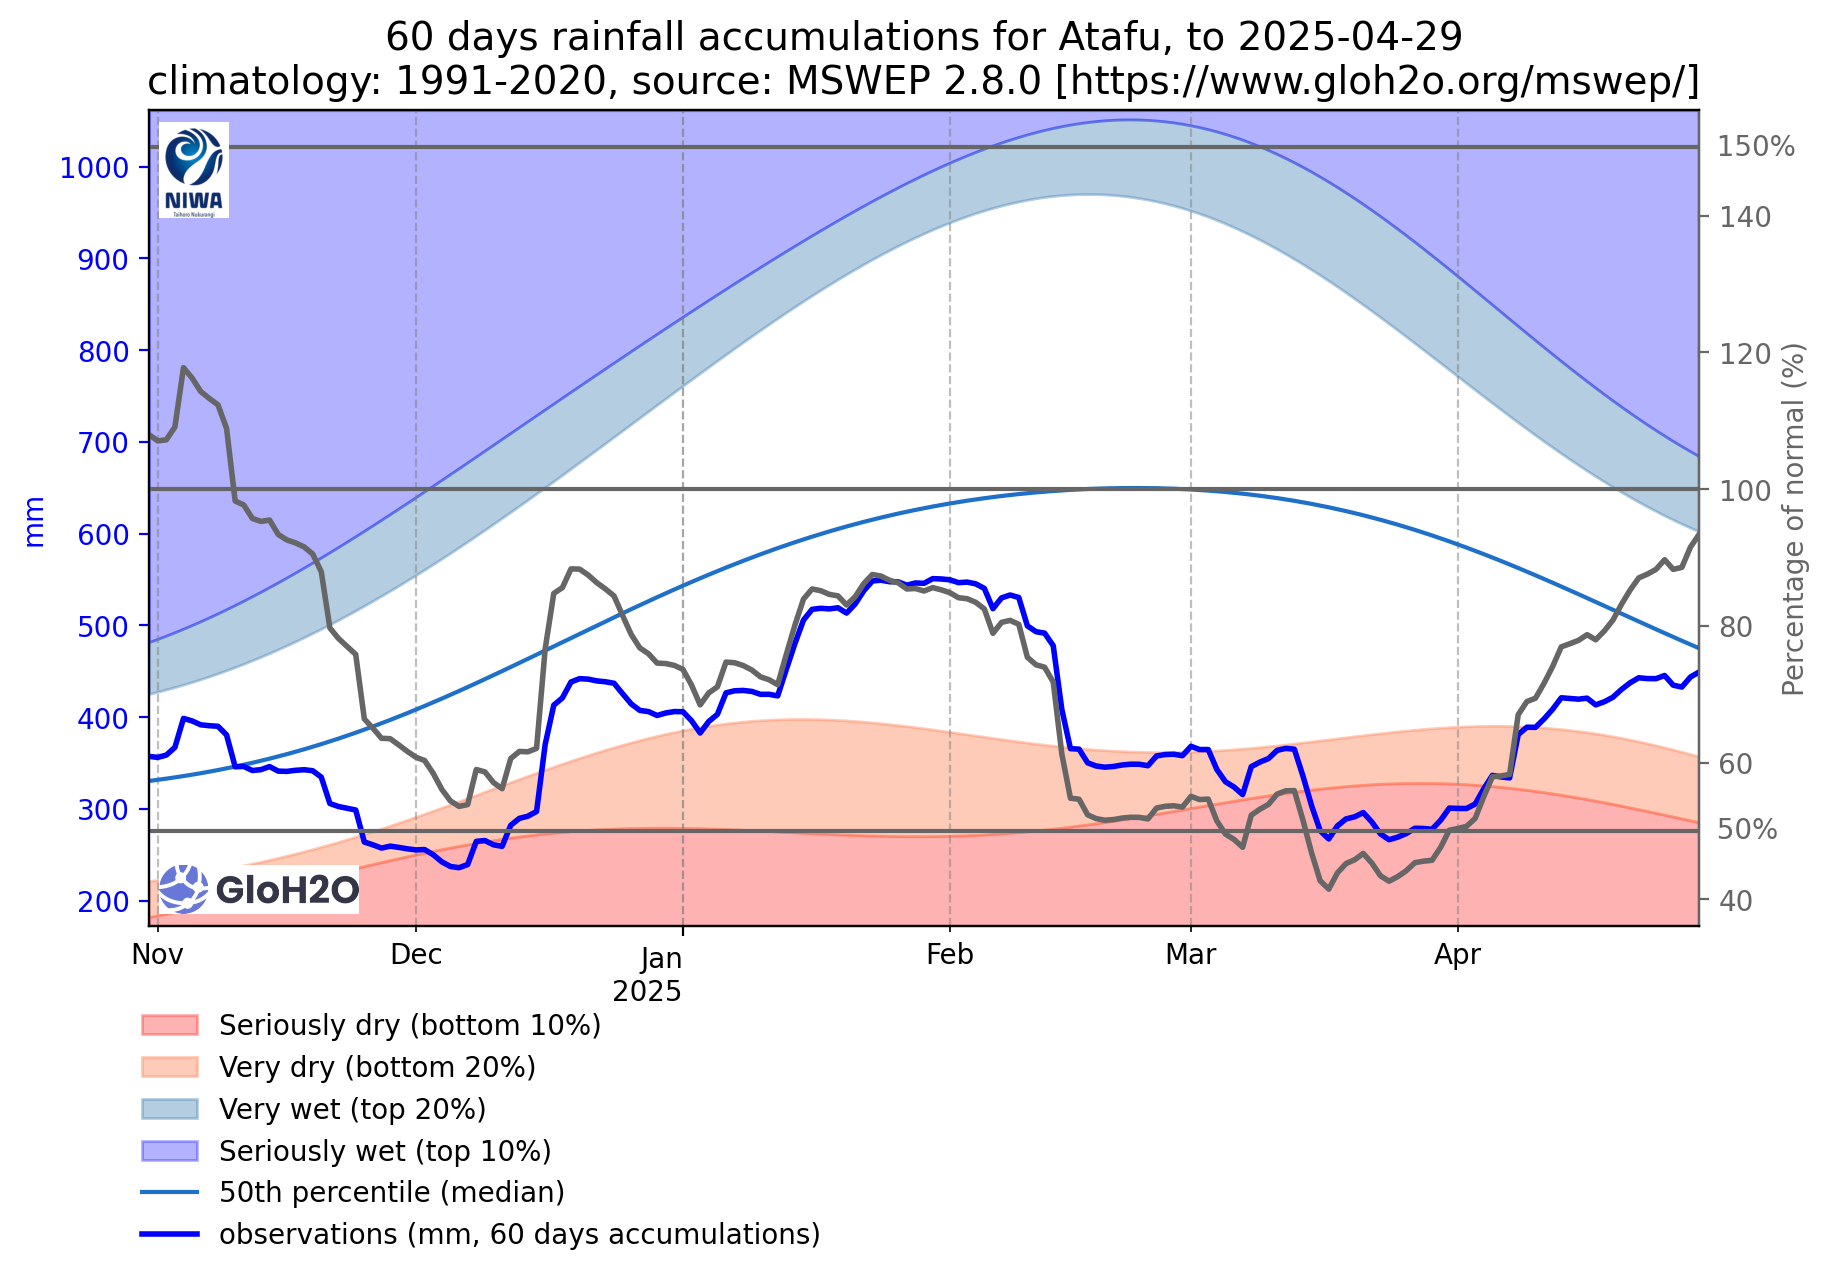 60 days rainfall accumulations for Atafu, to 2025-04-29
climatology: 1991-2020, source: MSWEP 2.8.0 [https://www.gloh2o.org/mswep/]
NIWA
Taihoro Nukurangi
1000
900
800
700
600
500
400
300
200
mm
150%
140
120
100
80
60
50%
40
Percentage of normal (%)
GloH2O
Nov
Dec
Jan
2025
Feb
Mar
Apr
Seriously dry (bottom 10%)
Very dry (bottom 20%)
Very wet (top 20%)
Seriously wet (top 10%)
50th percentile (median)
observations (mm, 60 days accumulations)